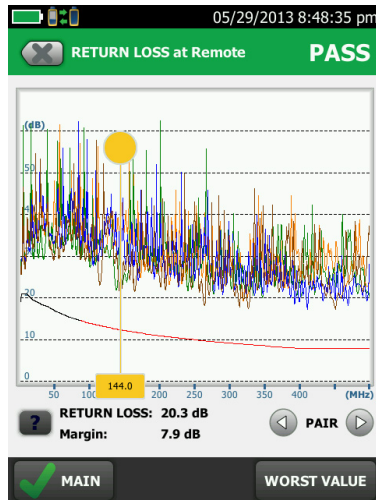 05/29/2013 8:48:35 pm
RETURN LOSS at Remote PASS
(dB)
50
40
30
20
10
0
50 100 144.0 200 250 300 350 400 (MHz)
? RETURN LOSS: 20.3 dB
Margin: 7.9 dB
PAIR
MAIN WORST VALUE